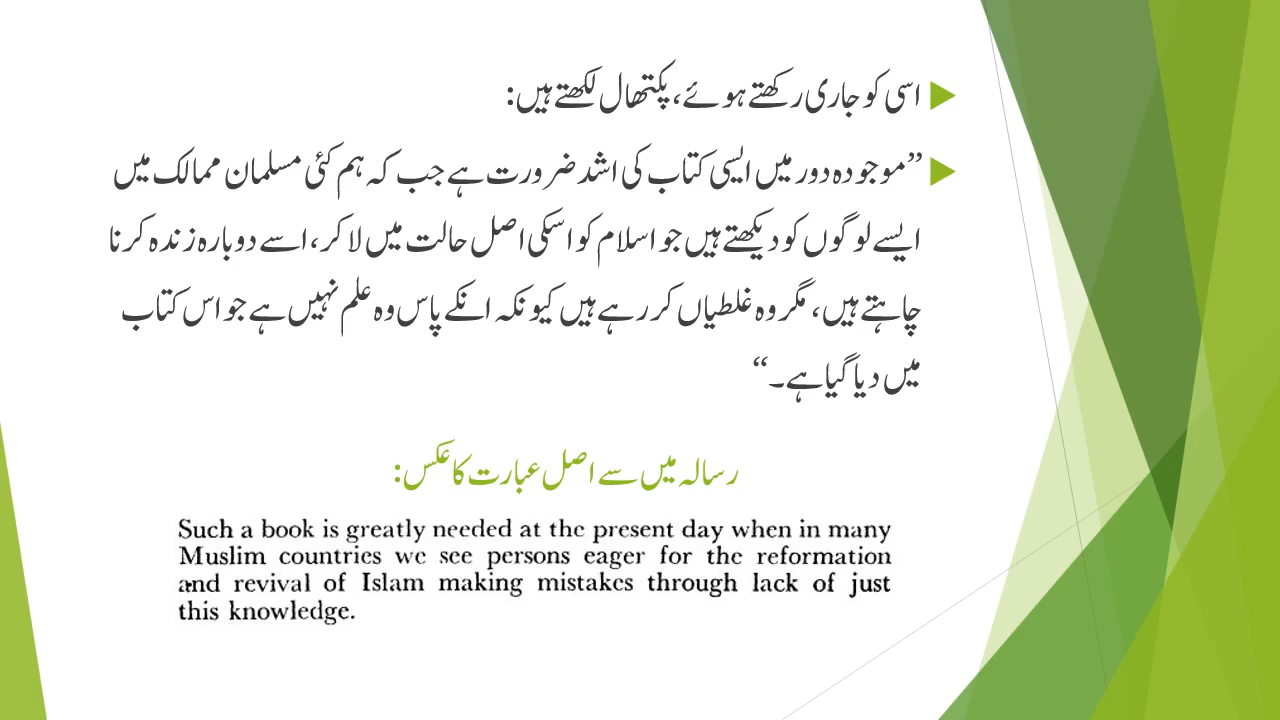 اسی کو جاری رکھتے ہوئے، پکتھال لکھتے ہیں:
”موجودہ دور میں ایسی کتاب کی اشد ضرورت ہے جب کہ ہم کئی مسلمان ممالک میں
ایسے لوگوں کو دیکھتے ہیں جو اسلام کو اسکی اصل حالت میں لا کر، اسے دوبارہ زندہ کرنا
چاہتے ہیں، مگر وہ غلطیاں کر رہے ہیں کیونکہ انکے پاس وہ علم نہیں ہے جو اس کتاب
میں دیا گیا ہے۔“
رسالہ میں سے اصل عبارت کا عکس:
Such a book is greatly needed at the present day when in many
Muslim countries we see persons eager for the reformation
and revival of Islam making mistakes through lack of just
this knowledge.